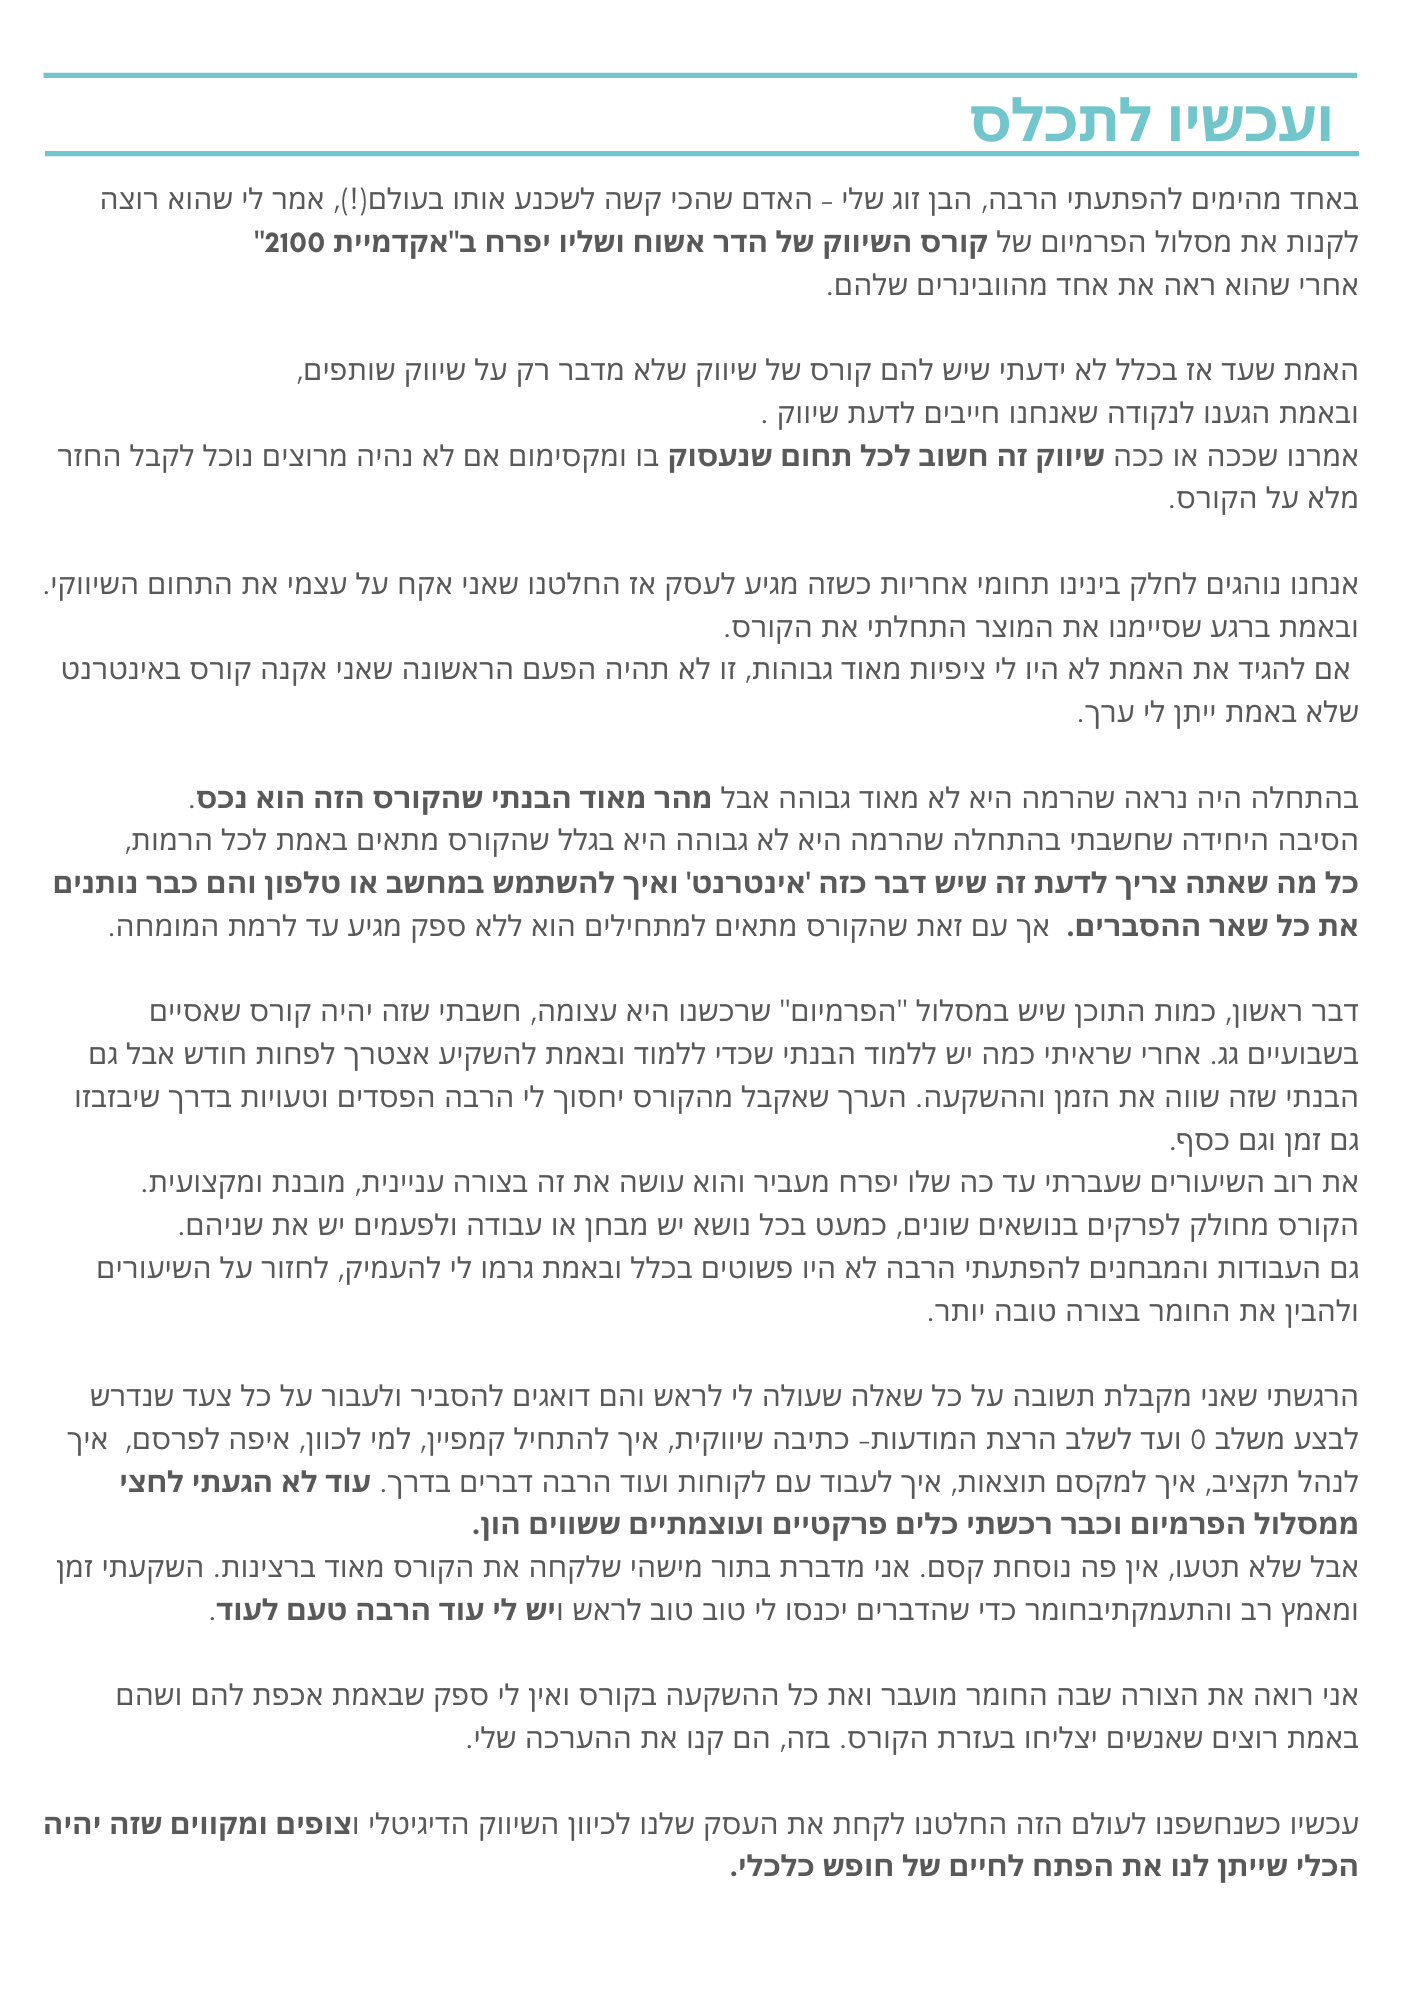 ועכשיו לתכלס
באחד מהימים להפתעתי הרבה, הבן זוג שלי – האדם שהכי קשה לשכנע אותו בעולם(!), אמר לי שהוא רוצה
לקנות את מסלול הפרמיום של קורס השיווק של הדר אשוח ושליו יפרח ב"אקדמיית 2100"
אחרי שהוא ראה את אחד מהוובינרים שלהם.
האמת שעד אז בכלל לא ידעתי שיש להם קורס של שיווק שלא מדבר רק על שיווק שותפים,
ובאמת הגענו לנקודה שאנחנו חייבים לדעת שיווק .
אמרנו שככה או ככה שיווק זה חשוב לכל תחום שנעסוק בו ומקסימום אם לא נהיה מרוצים נוכל לקבל החזר
מלא על הקורס.
אנחנו נוהגים לחלק בינינו תחומי אחריות כשזה מגיע לעסק אז החלטנו שאני אקח על עצמי את התחום השיווקי.
ובאמת ברגע שסיימנו את המוצר התחלתי את הקורס.
אם להגיד את האמת לא היו לי ציפיות מאוד גבוהות, זו לא תהיה הפעם הראשונה שאני אקנה קורס באינטרנט
שלא באמת ייתן לי ערך.
בהתחלה היה נראה שהרמה היא לא מאוד גבוהה אבל מהר מאוד הבנתי שהקורס הזה הוא נכס.
הסיבה היחידה שחשבתי בהתחלה שהרמה היא לא גבוהה היא בגלל שהקורס מתאים באמת לכל הרמות,
כל מה שאתה צריך לדעת זה שיש דבר כזה 'אינטרנט' ואיך להשתמש במחשב או טלפון והם כבר נותנים
את כל שאר ההסברים. אך עם זאת שהקורס מתאים למתחילים הוא ללא ספק מגיע עד לרמת המומחה.
דבר ראשון, כמות התוכן שיש במסלול "הפרמיום" שרכשנו היא עצומה, חשבתי שזה יהיה קורס שאסיים
בשבועיים גג. אחרי שראיתי כמה יש ללמוד הבנתי שכדי ללמוד ובאמת להשקיע אצטרך לפחות חודש אבל גם
הבנתי שזה שווה את הזמן וההשקעה. הערך שאקבל מהקורס יחסוך לי הרבה הפסדים וטעויות בדרך שיבזבזו
גם זמן וגם כסף.
את רוב השיעורים שעברתי עד כה שלו יפרח מעביר והוא עושה את זה בצורה עניינית, מובנת ומקצועית.
הקורס מחולק לפרקים בנושאים שונים, כמעט בכל נושא יש מבחן או עבודה ולפעמים יש את שניהם.
גם העבודות והמבחנים להפתעתי הרבה לא היו פשוטים בכלל ובאמת גרמו לי להעמיק, לחזור על השיעורים
ולהבין את החומר בצורה טובה יותר.
הרגשתי שאני מקבלת תשובה על כל שאלה שעולה לי לראש והם דואגים להסביר ולעבור על כל צעד שנדרש
לבצע משלב 0 ועד לשלב הרצת המודעות– כתיבה שיווקית, איך להתחיל קמפיין, למי לכוון, איפה לפרסם, איך
לנהל תקציב, איך למקסם תוצאות, איך לעבוד עם לקוחות ועוד הרבה דברים בדרך. עוד לא הגעתי לחצי
ממסלול הפרמיום וכבר רכשתי כלים פרקטיים ועוצמתיים ששווים הון.
אבל שלא תטעו, אין פה נוסחת קסם. אני מדברת בתור מישהי שלקחה את הקורס מאוד ברצינות. השקעתי זמן
ומאמץ רב והתעמקתיבחומר כדי שהדברים יכנסו לי טוב טוב לראש ויש לי עוד הרבה טעם לעוד.
אני רואה את הצורה שבה החומר מועבר ואת כל ההשקעה בקורס ואין לי ספק שבאמת אכפת להם ושהם
באמת רוצים שאנשים יצליחו בעזרת הקורס. בזה, הם קנו את ההערכה שלי.
עכשיו כשנחשפנו לעולם הזה החלטנו לקחת את העסק שלנו לכיוון השיווק הדיגיטלי וצופים ומקווים שזה יהיה
הכלי שייתן לנו את הפתח לחיים של חופש כלכלי.